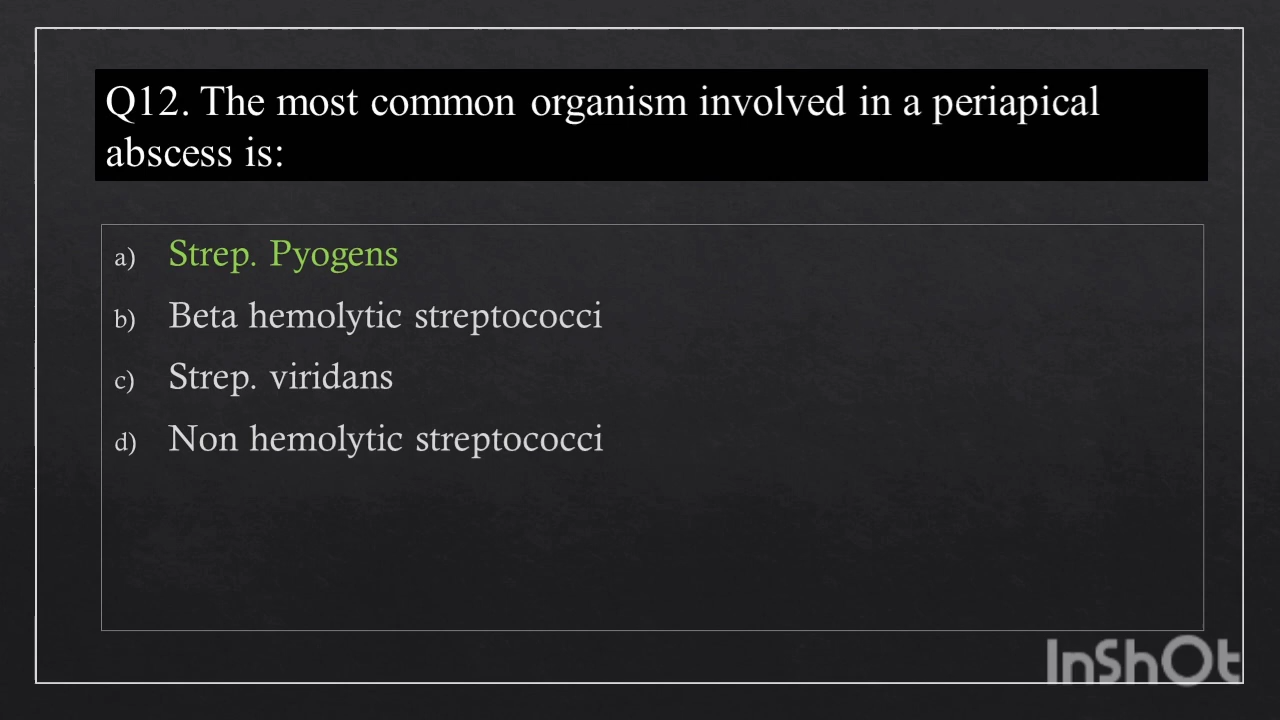 Q12. The most common organism involved in a periapical
abscess is:
a) Strep. Pyogens
b) Beta hemolytic streptococci
c) Strep. viridans
d) Non hemolytic streptococci
InShOt